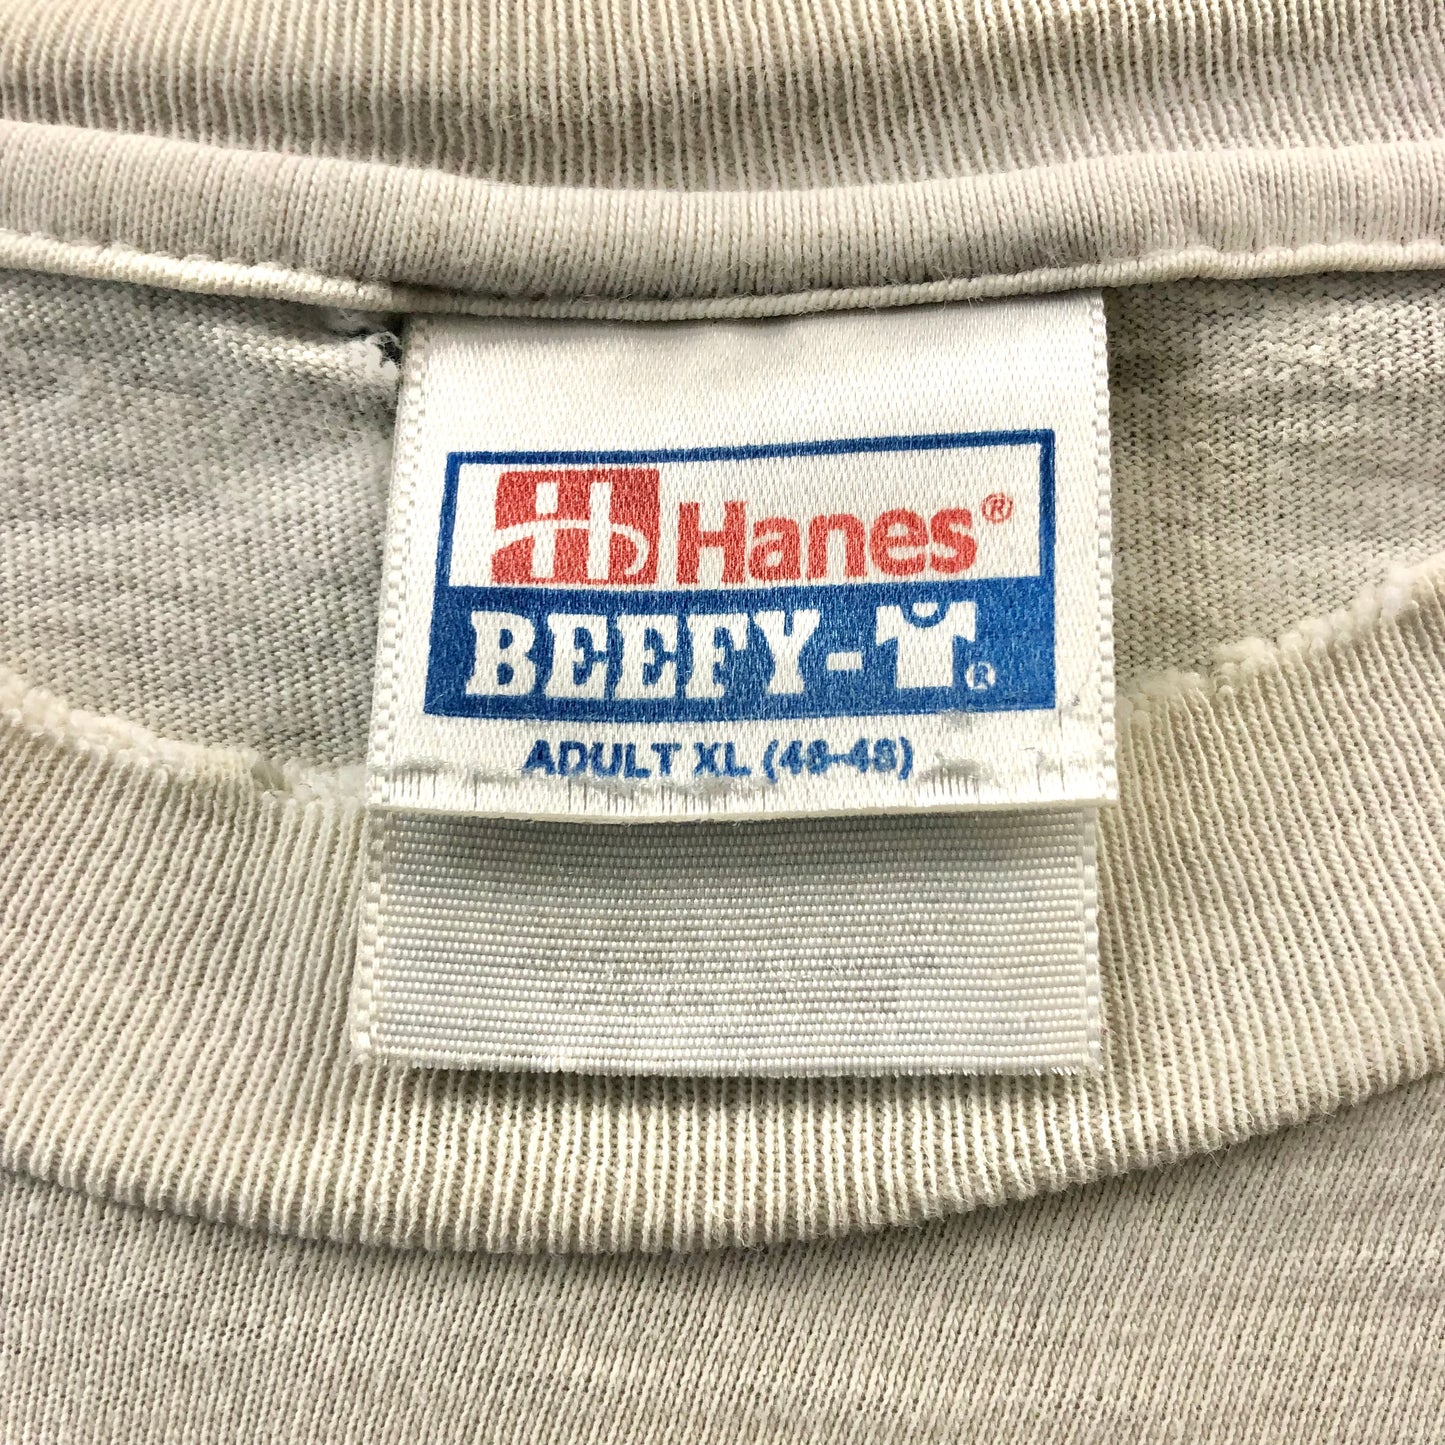 Hanes®
BEEFY-T®
ADULT XL (46-48)